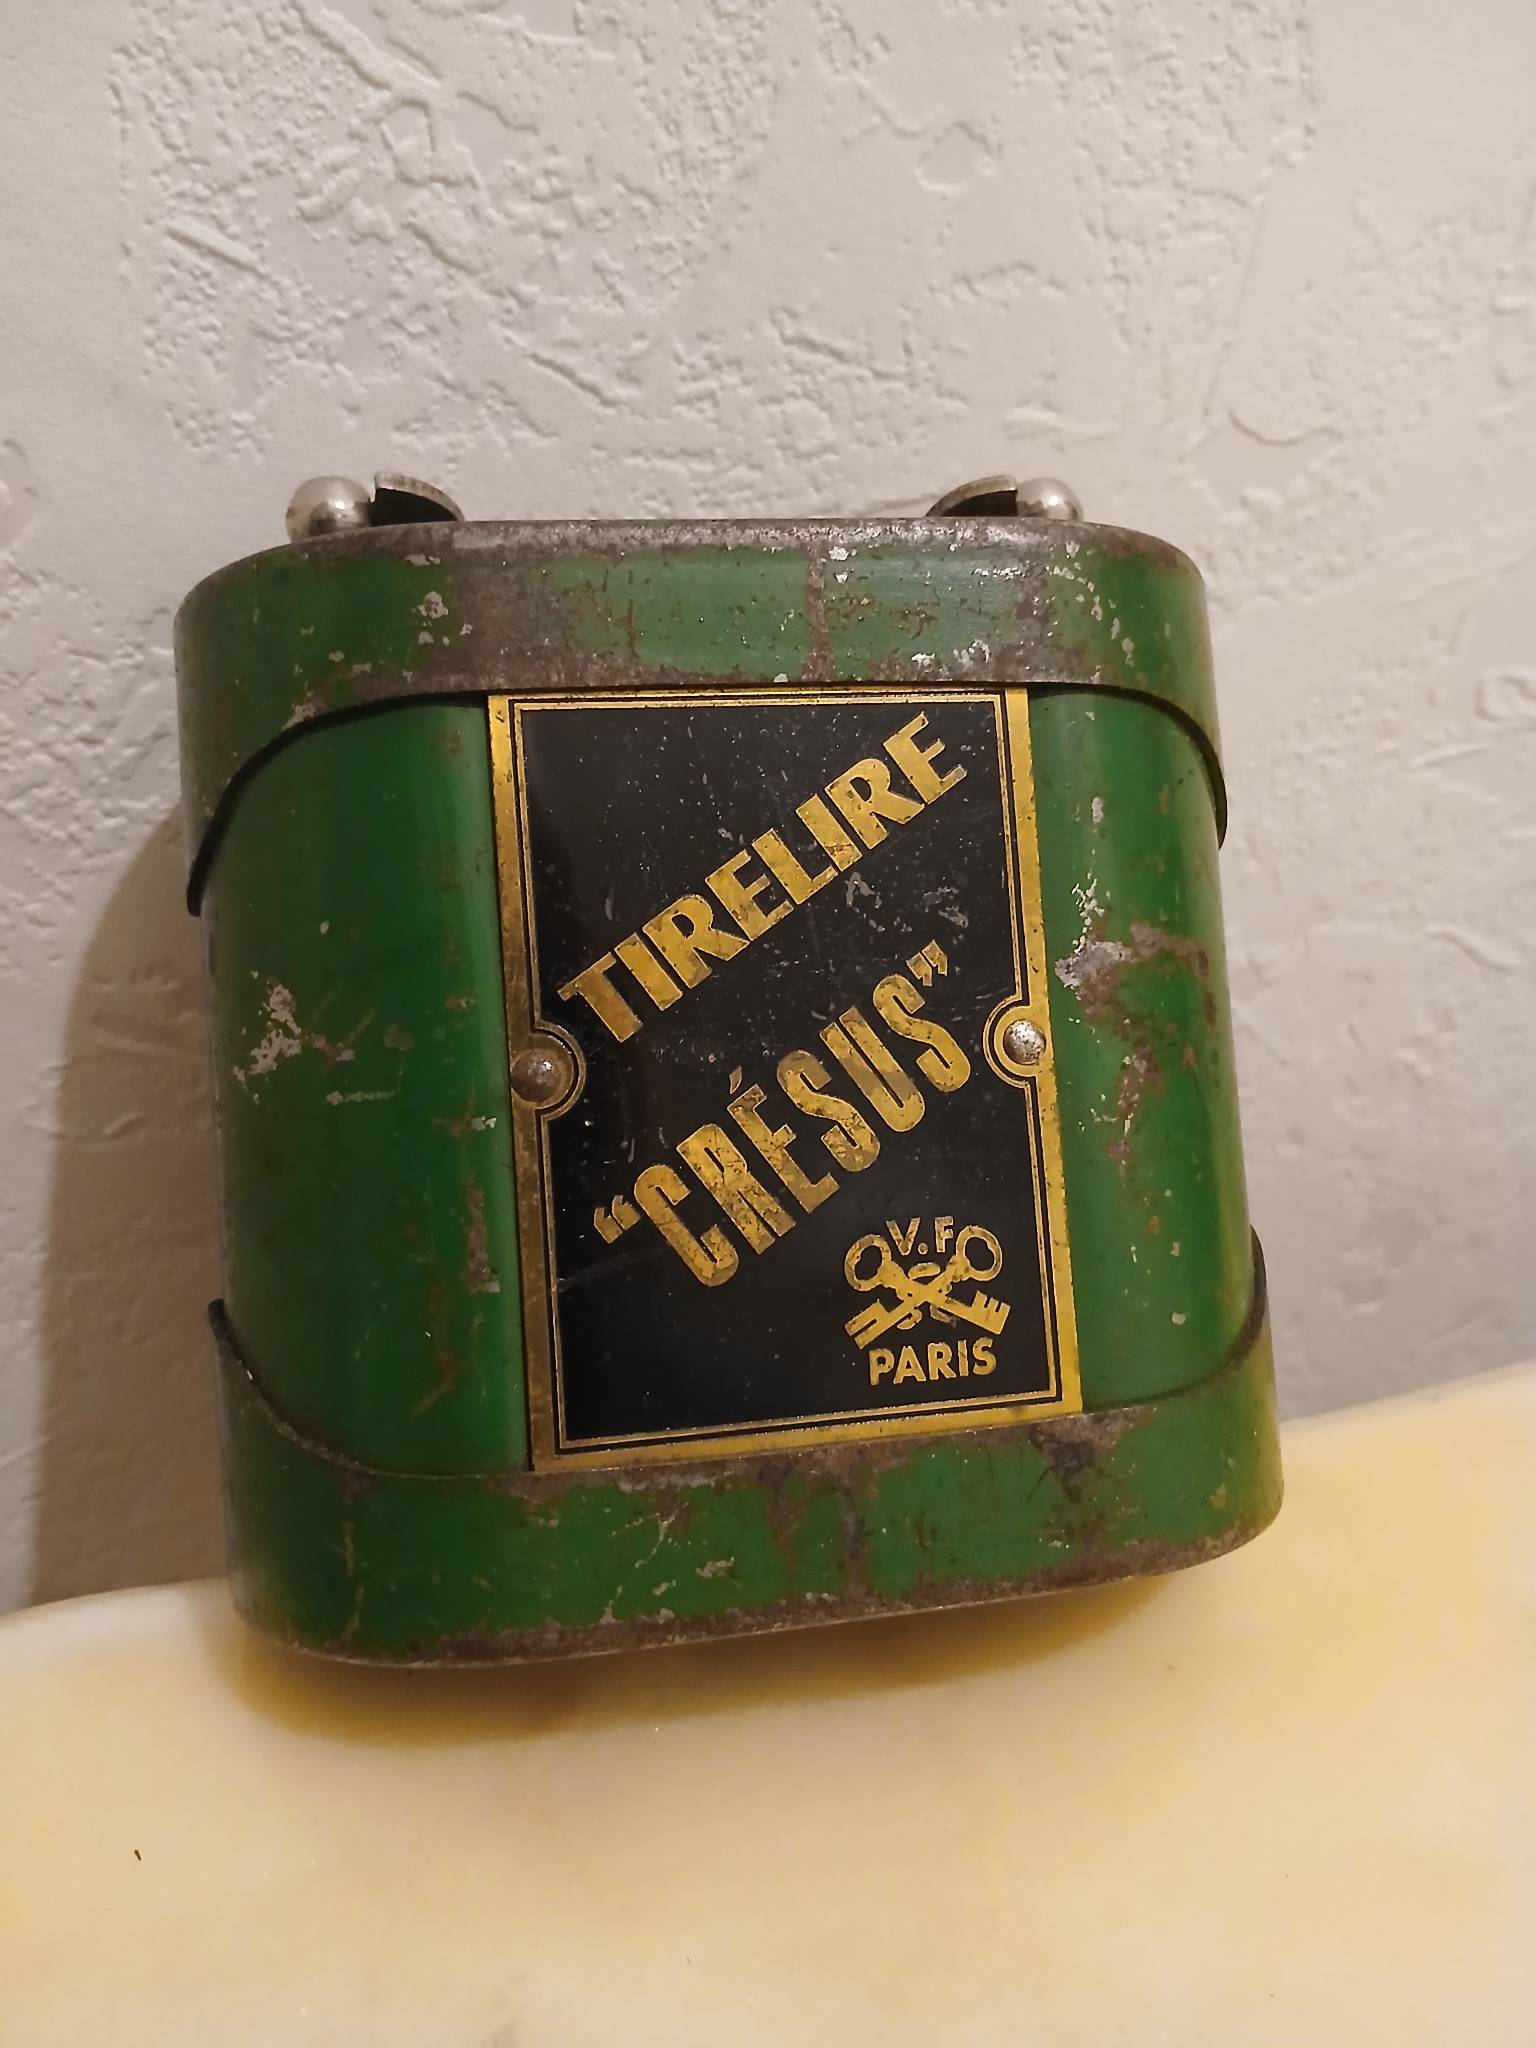 TIRELIRE
“CRÉSUS”
V.F
PARIS